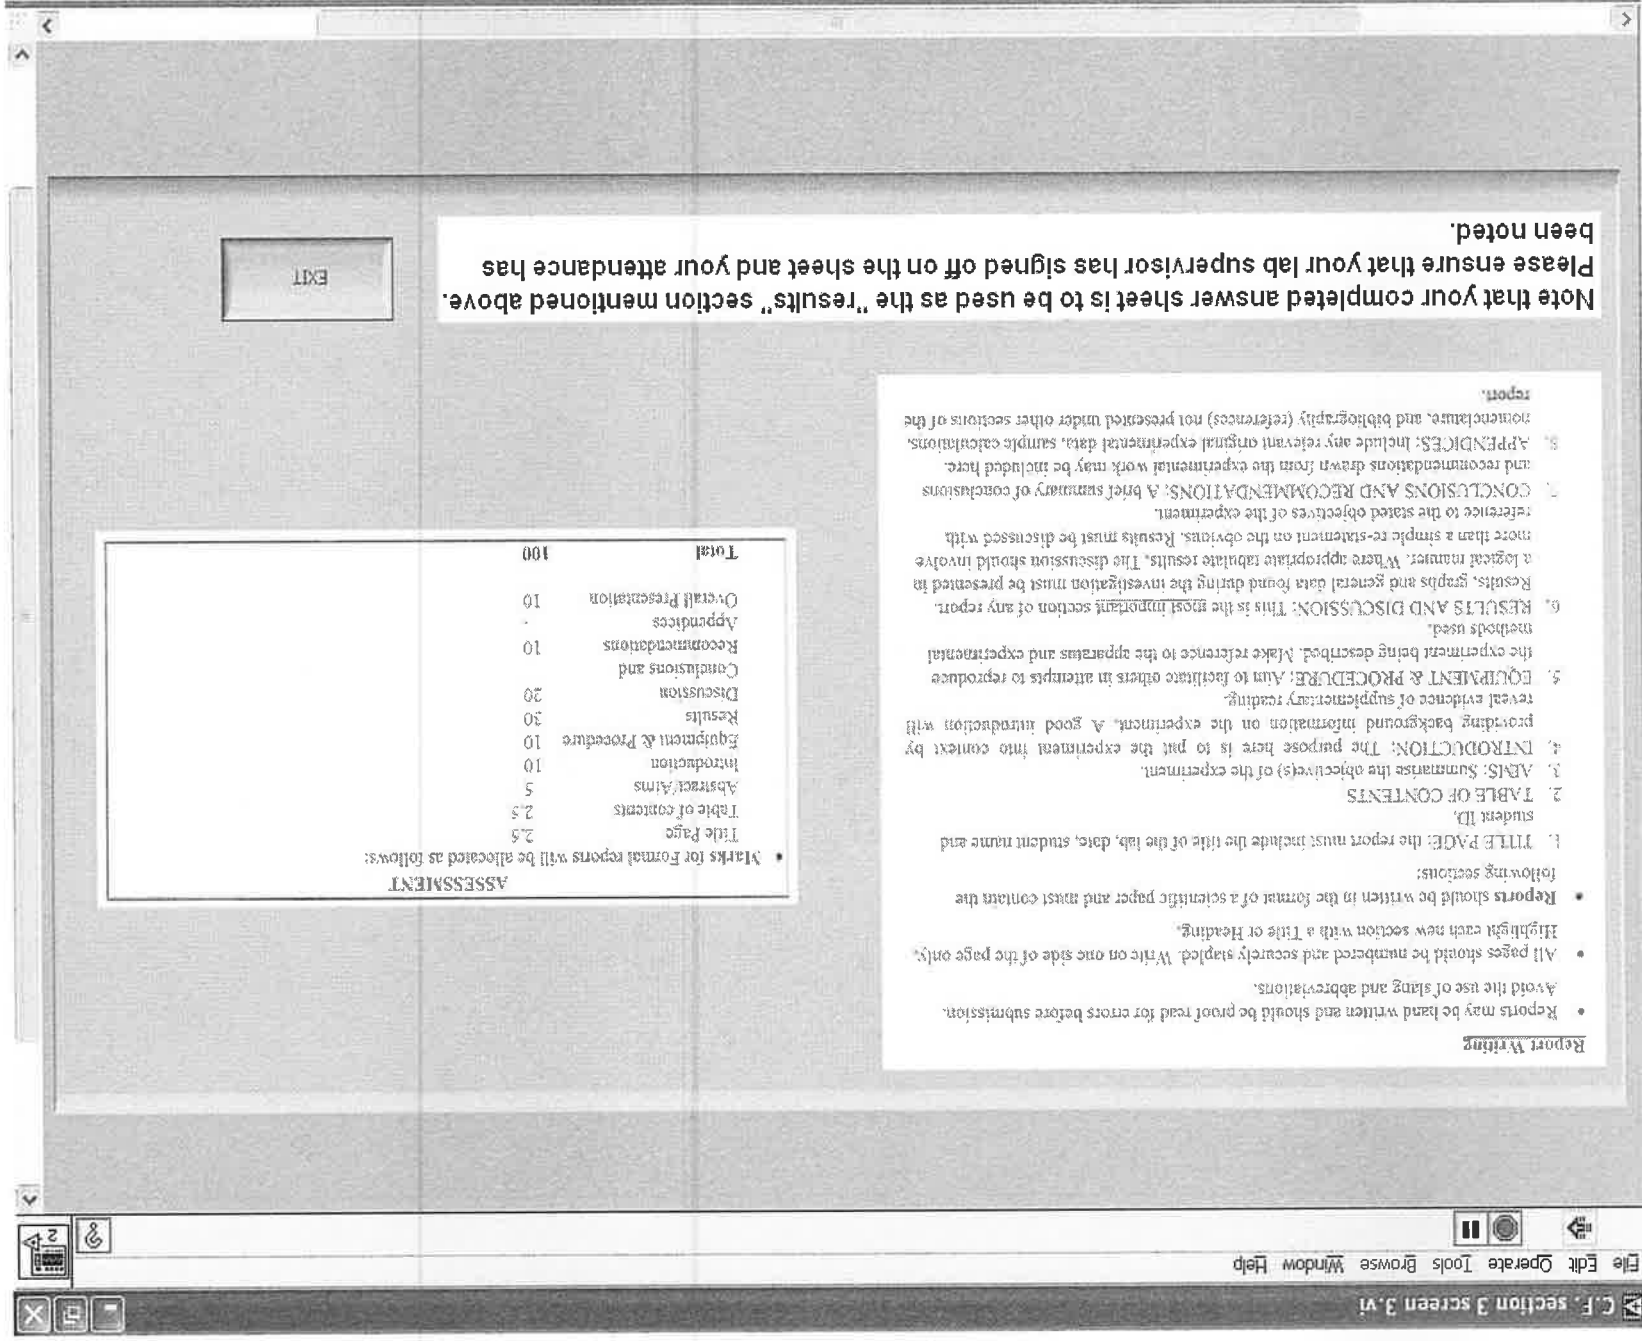 C.F. section 3 screen 3.vi
File Edit Operate Tools Browse Window Help
2
Report Writing
• Reports may be hand written and should be proof read for errors before submission.
Avoid the use of slang and abbreviations.
• All pages should be numbered and securely stapled. Write on one side of the page only.
Highlight each new section with a Title or Heading.
• Reports should be written in the format of a scientific paper and must contain the
following sections:
1. TITLE PAGE: the report must include the title of the lab, date, student name and
student ID.
2. TABLE OF CONTENTS
3. AIMS: Summarise the objective(s) of the experiment.
4. INTRODUCTION: The purpose here is to put the experiment into context by
providing background information on the experiment. A good introduction will
reveal evidence of supplementary reading.
5. EQUIPMENT & PROCEDURE: Aim to facilitate others in attempts to reproduce
the experiment being described. Make reference to the apparatus and experimental
methods used.
6. RESULTS AND DISCUSSION: This is the most important section of any report.
Results, graphs and general data found during the investigation must be presented in
a logical manner. Where appropriate tabulate results. The discussion should involve
more than a simple re-statement on the obvious. Results must be discussed with
reference to the stated objectives of the experiment.
7. CONCLUSIONS AND RECOMMENDATIONS: A brief summary of conclusions
and recommendations drawn from the experimental work may be included here.
8. APPENDICES: Include any relevant original experimental data, sample calculations,
nomenclature, and bibliography (references) not presented under other sections of the
report.
ASSESSMENT
• Marks for Formal reports will be allocated as follows:
Title Page 2.5
Table of contents 2.5
Abstract/Aims 5
Introduction 10
Equipment & Procedure 10
Results 30
Discussion 20
Conclusions and
Recommendations 10
Appendices -
Overall Presentation 10
Total 100
Note that your completed answer sheet is to be used as the "results" section mentioned above.
Please ensure that your lab supervisor has signed off on the sheet and your attendance has
been noted.
EXIT